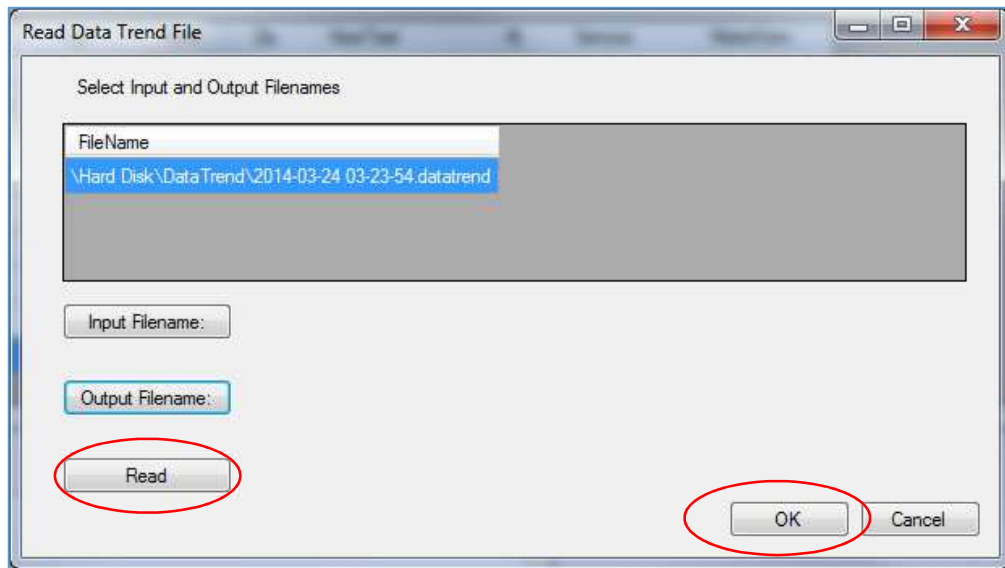 Read Data Trend File
Select Input and Output Filenames
FileName
\Hard Disk\DataTrend\2014-03-24 03-23-54.datatrend
Input Filename:
Output Filename:
Read
OK
Cancel